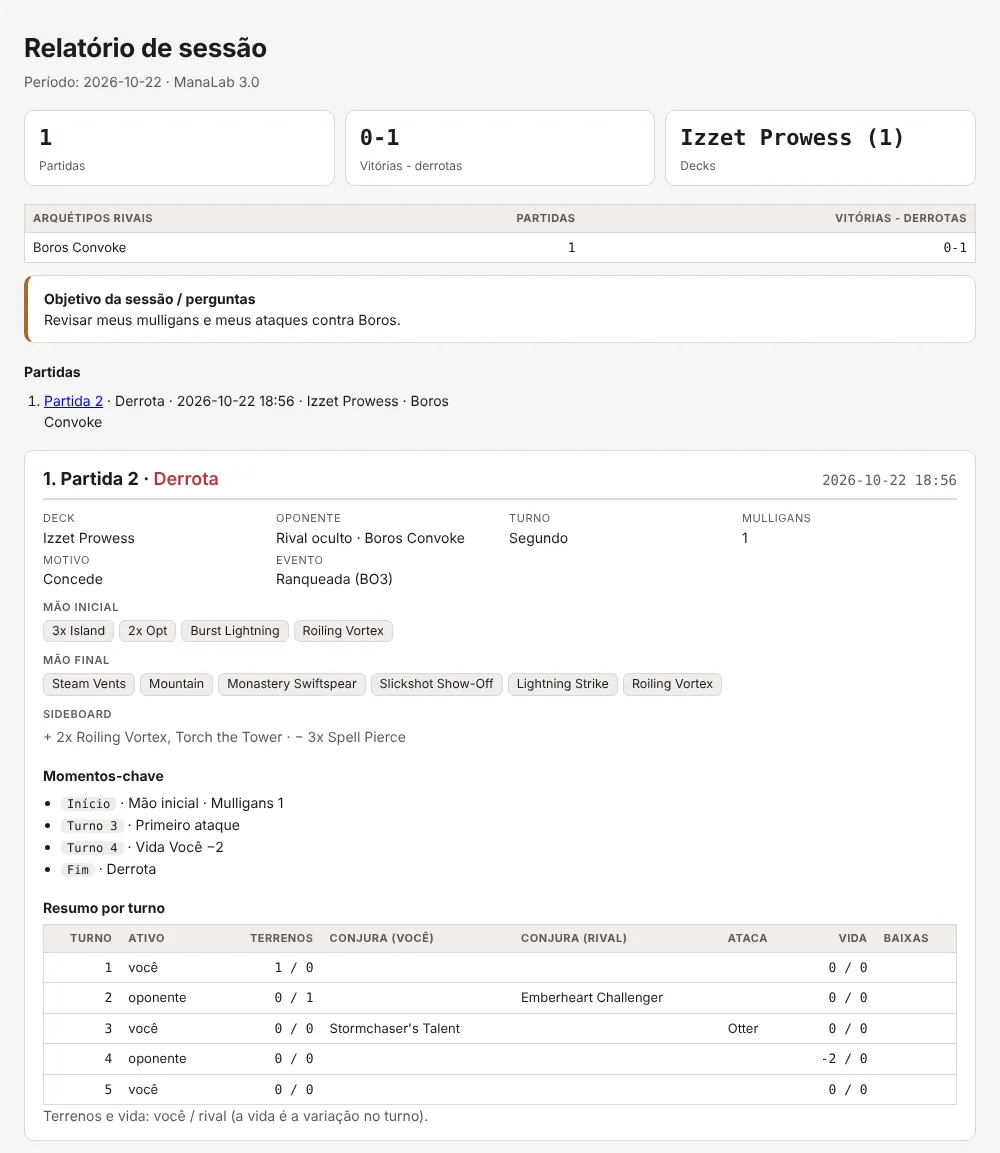 Relatório de sessão
Período: 2026-10-22 · ManaLab 3.0
1
Partidas
0-1
Vitórias - derrotas
Izzet Prowess (1)
Decks
ARQUÉTIPOS RIVAIS PARTIDAS VITÓRIAS - DERROTAS
Boros Convoke 1 0-1
Objetivo da sessão / perguntas
Revisar meus mulligans e meus ataques contra Boros.
Partidas
1. Partida 2 · Derrota · 2026-10-22 18:56 · Izzet Prowess · Boros
Convoke
1. Partida 2 · Derrota 2026-10-22 18:56
DECK OPONENTE TURNO MULLIGANS
Izzet Prowess Rival oculto · Boros Convoke Segundo 1
MOTIVO EVENTO
Concede Ranqueada (BO3)
MÃO INICIAL
3x Island 2x Opt Burst Lightning Roiling Vortex
MÃO FINAL
Steam Vents Mountain Monastery Swiftspear Slickshot Show-Off Lightning Strike Roiling Vortex
SIDEBOARD
+ 2x Roiling Vortex, Torch the Tower · − 3x Spell Pierce
Momentos-chave
• Início · Mão inicial · Mulligans 1
• Turno 3 · Primeiro ataque
• Turno 4 · Vida Você −2
• Fim · Derrota
Resumo por turno
TURNO ATIVO TERRENOS CONJURA (VOCÊ) CONJURA (RIVAL) ATACA VIDA BAIXAS
1 você 1 / 0 0 / 0
2 oponente 0 / 1 Emberheart Challenger 0 / 0
3 você 0 / 0 Stormchaser's Talent Otter 0 / 0
4 oponente 0 / 0 -2 / 0
5 você 0 / 0 0 / 0
Terrenos e vida: você / rival (a vida é a variação no turno).